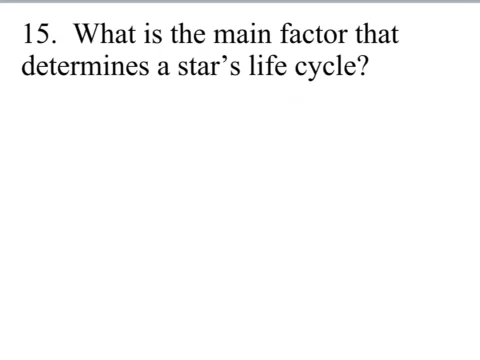 15.  What is the main factor that
determines a star’s life cycle?